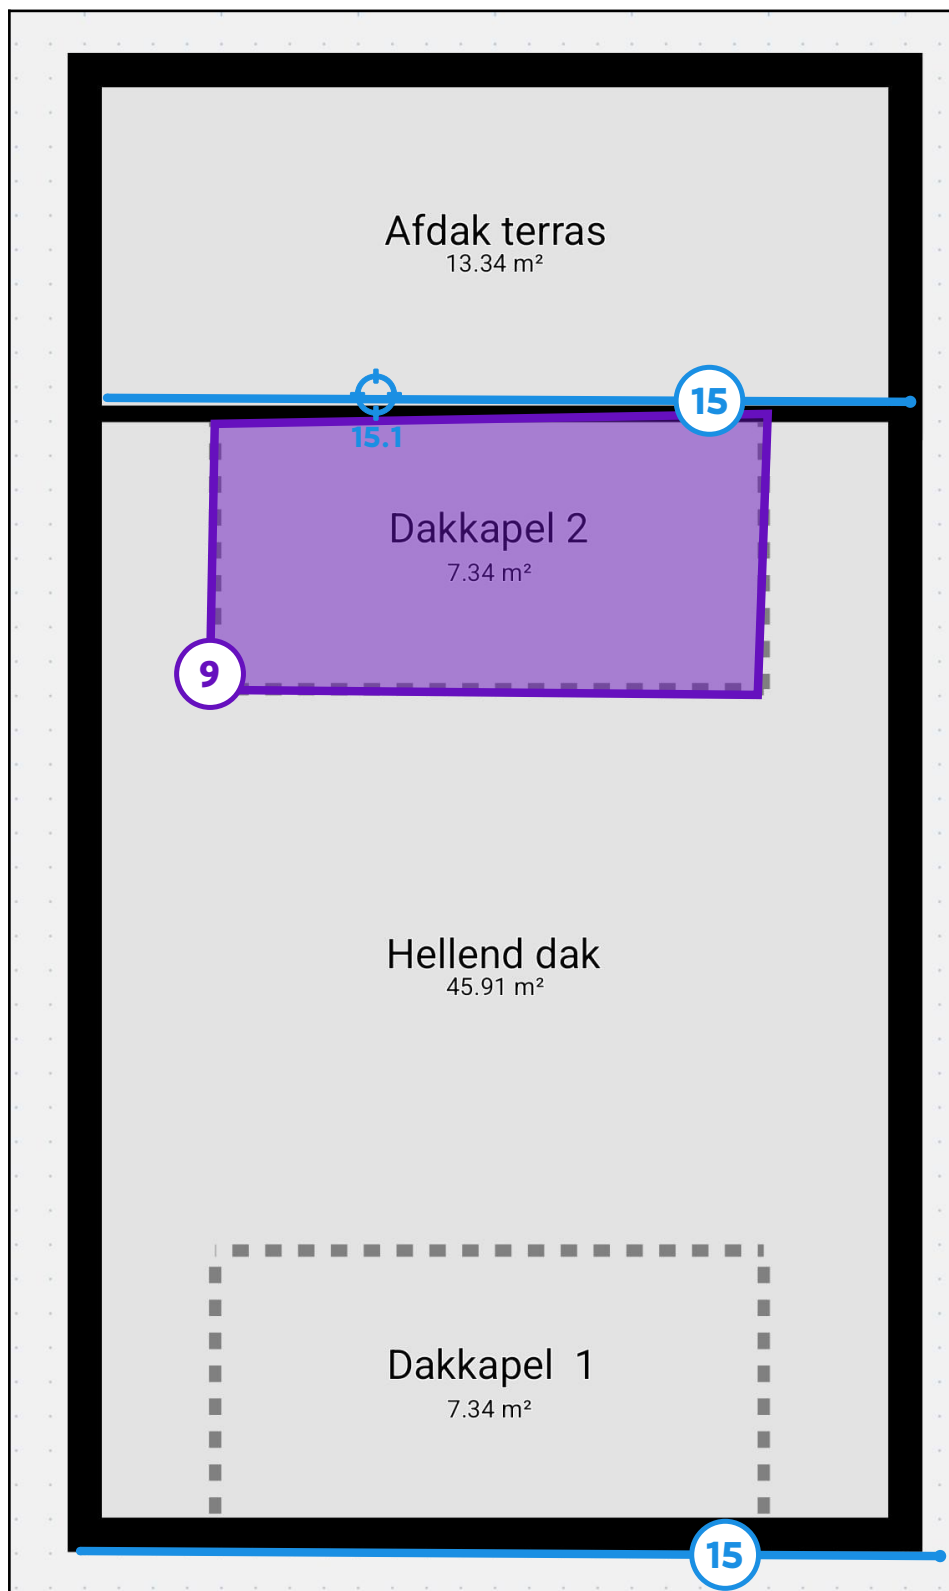 Afdak terras
13.34 m²
15
15.1
Dakkapel 2
7.34 m²
9
Hellend dak
45.91 m²
Dakkapel 1
7.34 m²
15